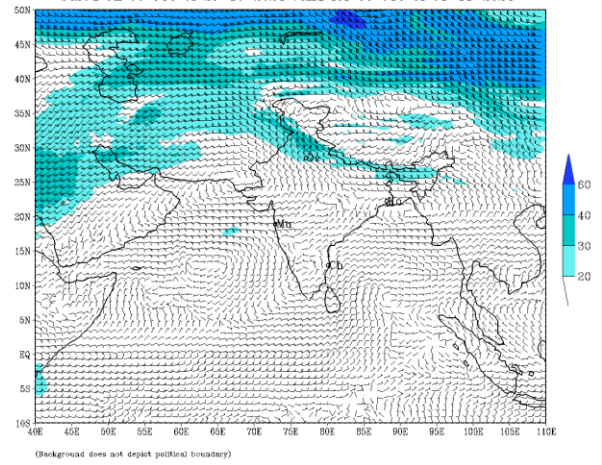 50N
45N
40N
35N
30N
25N
20N
15N
10N
5N
EQ
5S
10S
40E 45E 50E 55E 60E 65E 70E 75E 80E 85E 90E 95E 100E 105E 110E
Mu
Ch
60
40
30
20
(Background does not depict political boundary)